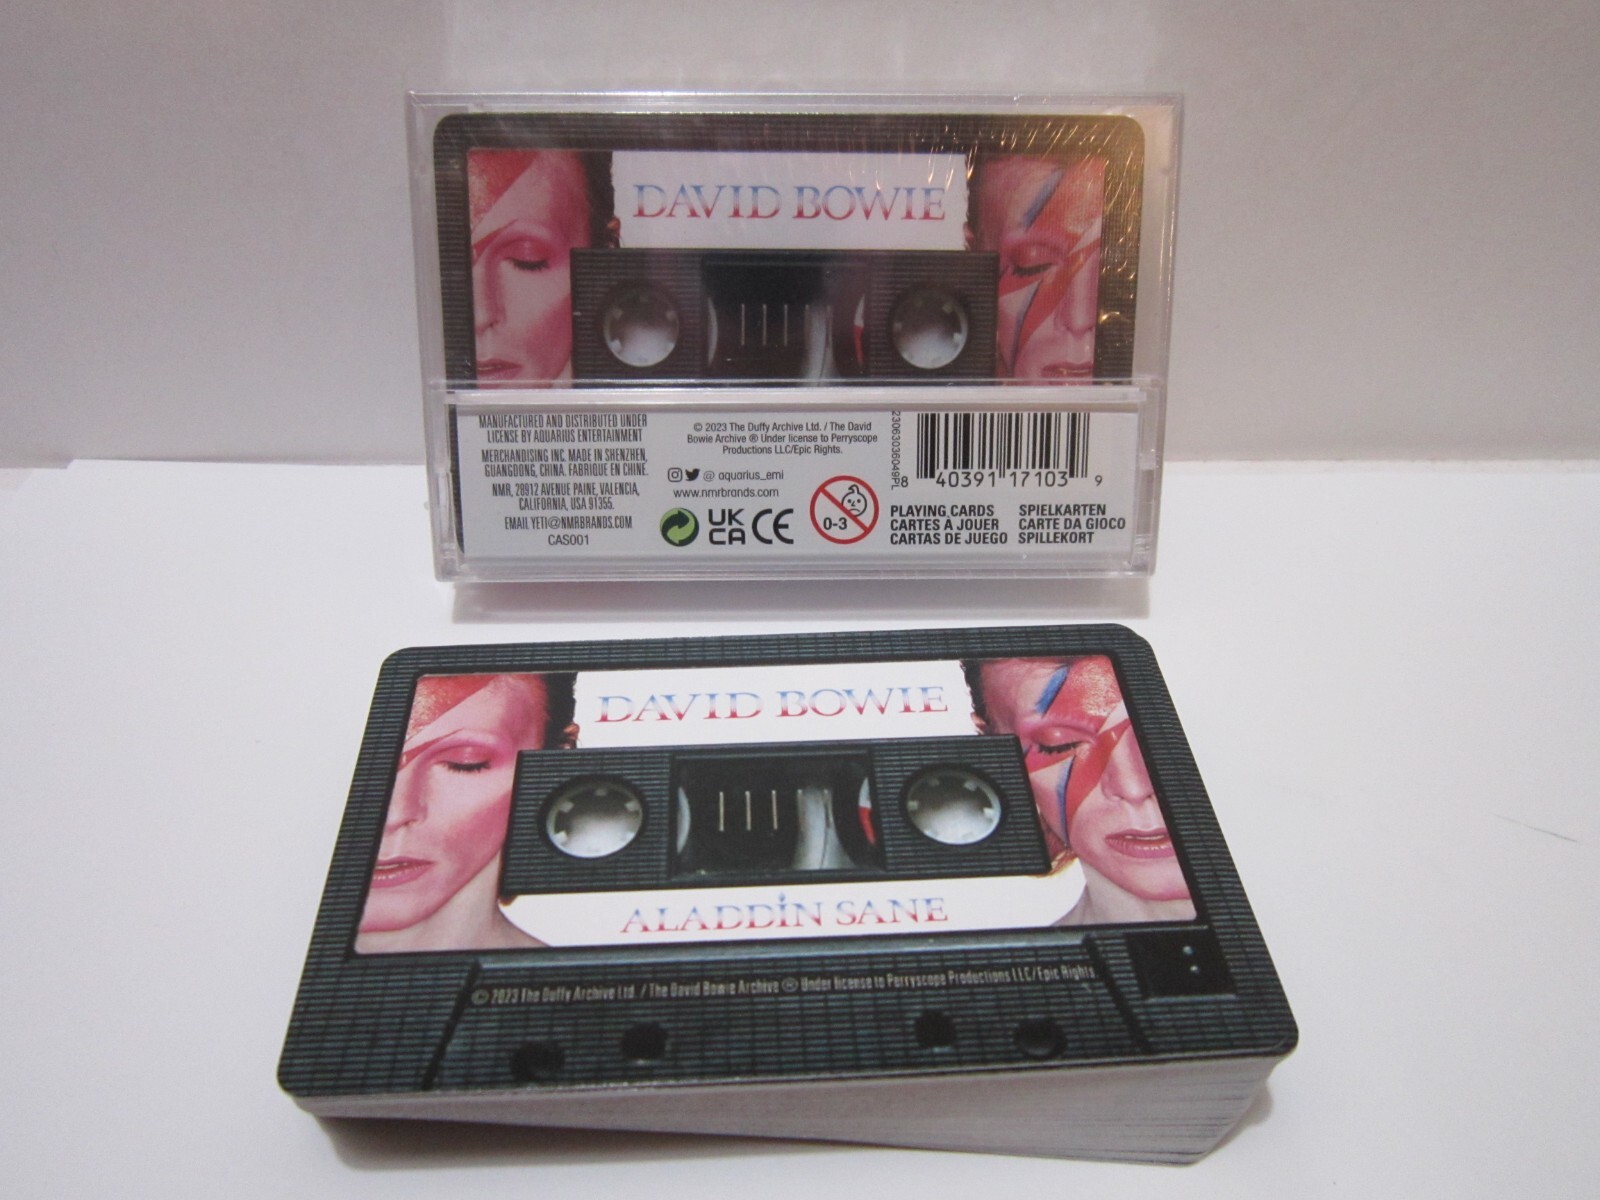 DAVID BOWIE
MANUFACTURED AND DISTRIBUTED UNDER
LICENSE BY AQUARIUS ENTERTAINMENT
MERCHANDISING INC. MADE IN SHENZHEN,
GUANGDONG, CHINA. FABRIQUE EN CHINE.
NMR, 28912 AVENUE PAINE, VALENCIA,
CALIFORNIA, USA 91355.
EMAIL YETI@NMRBRANDS.COM
CAS001
© 2023 The Duffy Archive Ltd. / The David
Bowie Archive ® Under license to Perryscope
Productions LLC/Epic Rights.
@ aquarius_emi
www.nmrbrands.com
UK
CA CE
0-3
23063036049PL
8 40391 17103 9
PLAYING CARDS SPIELKARTEN
CARTES À JOUER CARTE DA GIOCO
CARTAS DE JUEGO SPILLEKORT
DAVID BOWIE
ALADDIN SANE
© 2023 The Duffy Archive Ltd. / The David Bowie Archive ® Under license to Perryscope Productions LLC/Epic Rights.